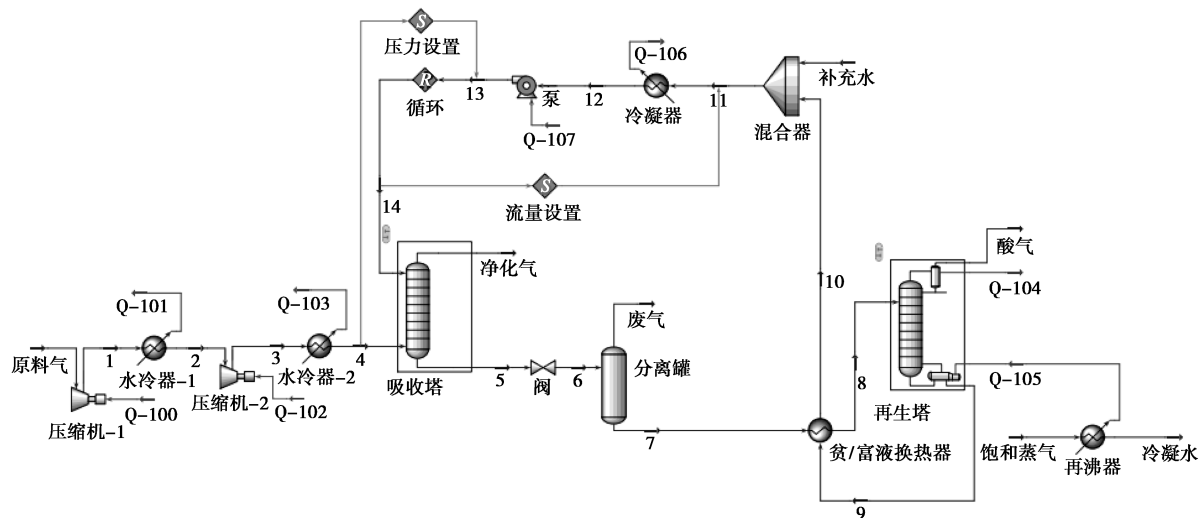 S
压力设置
Q-106
R
循环
13
泵
12
冷凝器
11
补充水
混合器
Q-107
S
流量设置
14
净化气
酸气
Q-104
10
Q-101
Q-103
废气
原料气
1
2
3
4
水冷器-1
水冷器-2
吸收塔
5
阀
6
分离罐
8
Q-105
再生塔
Q-100
压缩机-1
压缩机-2
Q-102
7
贫/富液换热器
饱和蒸气
再沸器
冷凝水
9